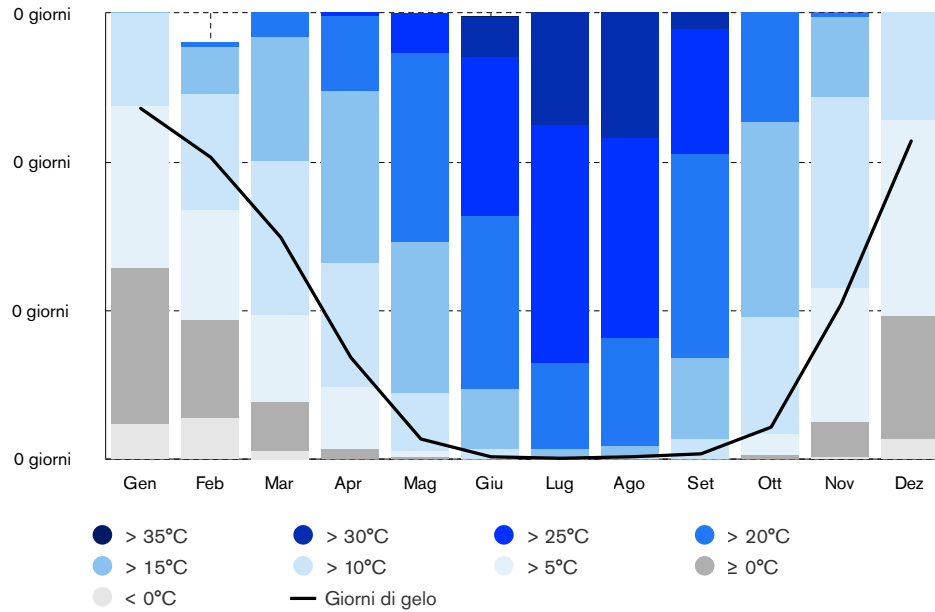 0 giorni
0 giorni
0 giorni
0 giorni
Gen Feb Mar Apr Mag Giu Lug Ago Set Ott Nov Dez
> 35°C > 30°C > 25°C > 20°C
> 15°C > 10°C > 5°C ≥ 0°C
< 0°C Giorni di gelo